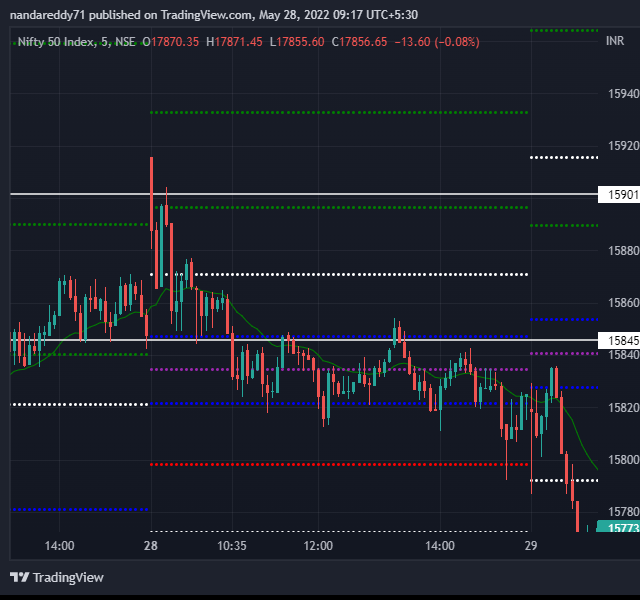 nandareddy71 published on TradingView.com, May 28, 2022 09:17 UTC+5:30
Nifty 50 Index, 5, NSE O17870.35 H17871.45 L17855.60 C17856.65 −13.60 (−0.08%)
INR
15940
15920
15901
15880
15860
15845
15840
15820
15800
15780
15773
14:00 28 10:35 12:00 14:00 29
TradingView